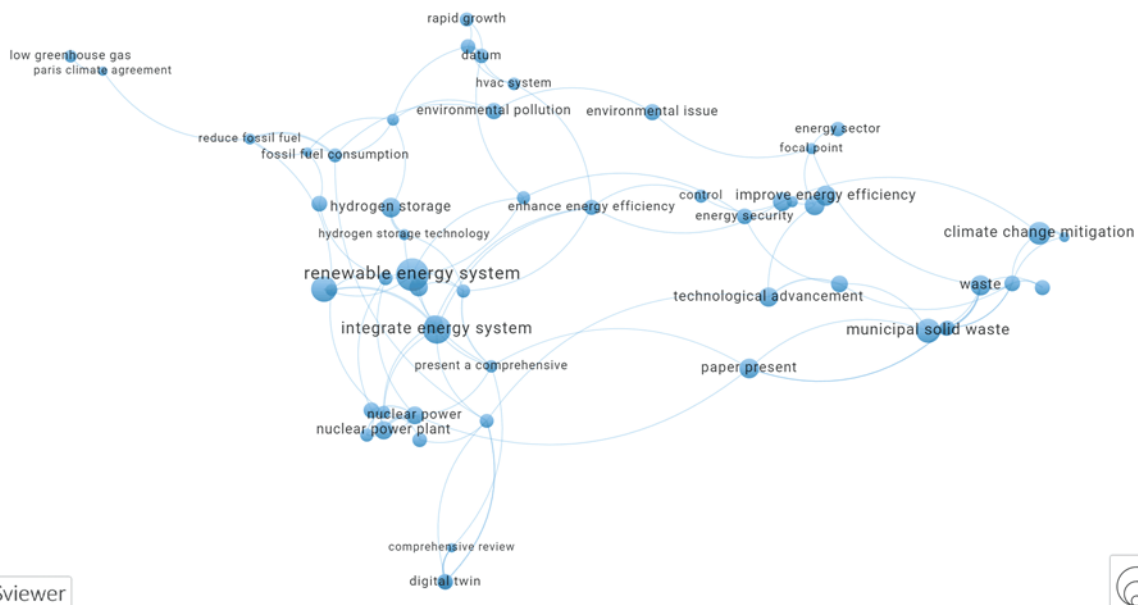 rapid growth
low greenhouse gas
datum
paris climate agreement
hvac system
environmental pollution
environmental issue
energy sector
reduce fossil fuel
focal point
fossil fuel consumption
control
improve energy efficiency
hydrogen storage
enhance energy efficiency
energy security
hydrogen storage technology
climate change mitigation
renewable energy system
waste
technological advancement
integrate energy system
municipal solid waste
present a comprehensive
paper present
nuclear power
nuclear power plant
comprehensive review
digital twin
viewer